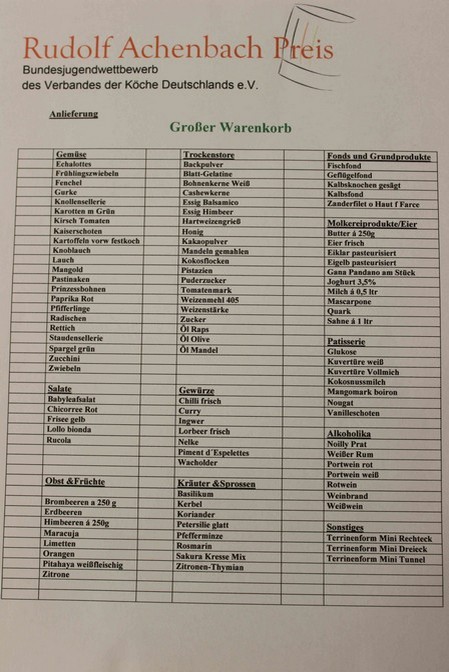 Rudolf Achenbach Preis
Bundesjugendwettbewerb
des Verbandes der Köche Deutschlands e.V.
Anlieferung
Großer Warenkorb
Gemüse
Echalottes
Frühlingszwiebeln
Fenchel
Gurke
Knollensellerie
Karotten m Grün
Kirsch Tomaten
Kaiserschoten
Kartoffeln vorw festkoch
Knoblauch
Lauch
Mangold
Pastinaken
Prinzessbohnen
Paprika Rot
Pfifferlinge
Radischen
Rettich
Staudensellerie
Spargel grün
Zucchini
Zwiebeln
Salate
Babyleafsalat
Chicorree Rot
Frisee gelb
Lollo bionda
Rucola
Obst &Früchte
Brombeeren a 250 g
Erdbeeren
Himbeeren á 250g
Maracuja
Limetten
Orangen
Pitahaya weißfleischig
Zitrone
Trockenstore
Backpulver
Blatt-Gelatine
Bohnenkerne Weiß
Cashewkerne
Essig Balsamico
Essig Himbeer
Hartweizengrieß
Honig
Kakaopulver
Mandeln gemahlen
Kokosflocken
Pistazien
Puderzucker
Tomatenmark
Weizenmehl 405
Weizenstärke
Zucker
Öl Raps
Öl Olive
Öl Mandel
Gewürze
Chilli frisch
Curry
Ingwer
Lorbeer frisch
Nelke
Piment d´Espelettes
Wacholder
Kräuter &Sprossen
Basilikum
Kerbel
Koriander
Petersilie glatt
Pfefferminze
Rosmarin
Sakura Kresse Mix
Zitronen-Thymian
Fonds und Grundprodukte
Fischfond
Geflügelfond
Kalbsknochen gesägt
Kalbsfond
Zanderfilet o Haut f Farce
Molkereiprodukte/Eier
Butter á 250g
Eier frisch
Eiklar pasteurisiert
Eigelb pasteurisiert
Gana Pandano am Stück
Joghurt 3,5%
Milch á 0,5 ltr
Mascarpone
Quark
Sahne á 1 ltr
Patisserie
Glukose
Kuvertüre weiß
Kuvertüre Vollmich
Kokosnussmilch
Mangomark boiron
Nougat
Vanilleschoten
Alkoholika
Noilly Prat
Weißer Rum
Portwein rot
Portwein weiß
Rotwein
Weinbrand
Weißwein
Sonstiges
Terrinenform Mini Rechteck
Terrinenform Mini Dreieck
Terrinenform Mini Tunnel